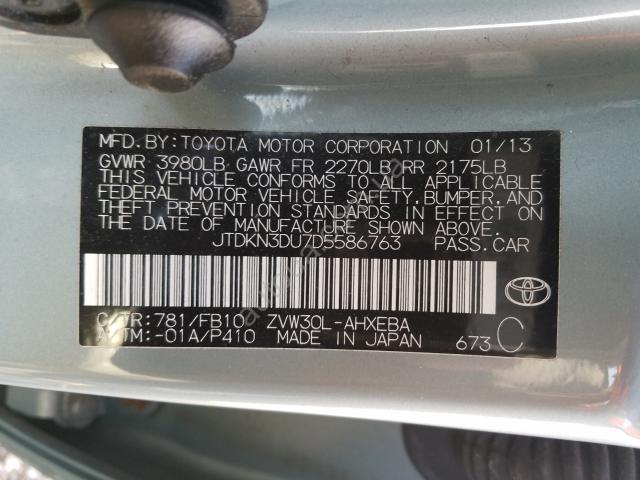 MFD.BY:TOYOTA MOTOR CORPORATION 01/13
GVWR 3980LB GAWR FR 2270LB RR 2175LB
THIS VEHICLE CONFORMS TO ALL APPLICABLE
FEDERAL MOTOR VEHICLE SAFETY,BUMPER,AND
THEFT PREVENTION STANDARDS IN EFFECT ON
THE DATE OF MANUFACTURE SHOWN ABOVE.
JTDKN3DU7D5586763 PASS.CAR
C/TR:781/FB10 ZVW30L-AHXEBA
A/TM:-01A/P410 MADE IN JAPAN 673 C